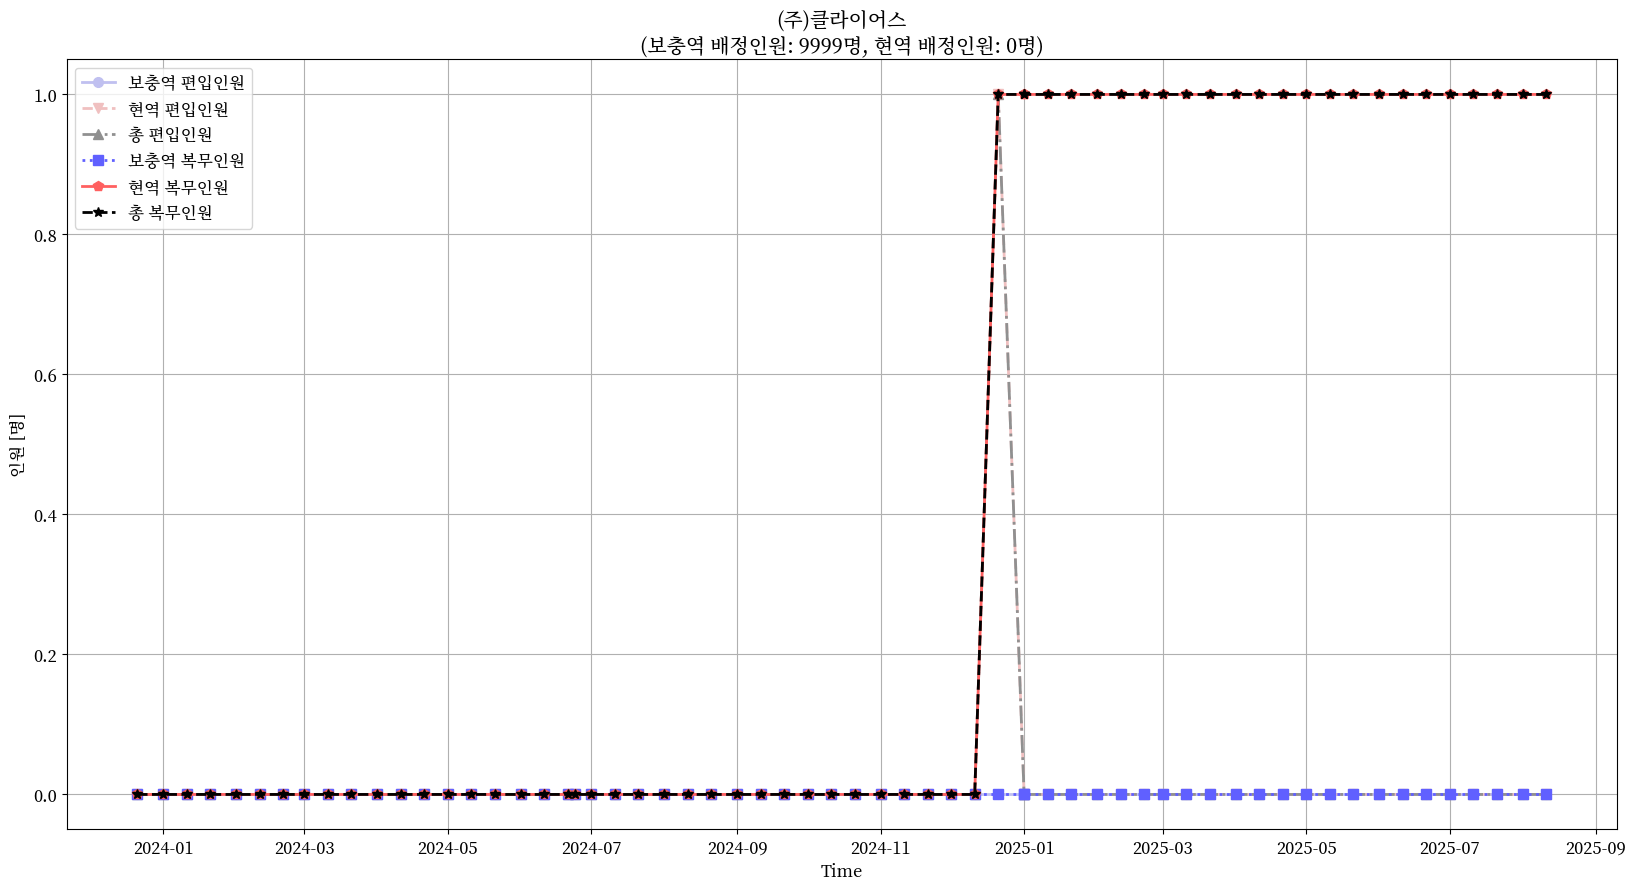 (주)클라이어스
(보충역 배정인원: 9999명, 현역 배정인원: 0명)
보충역 편입인원
현역 편입인원
총 편입인원
보충역 복무인원
현역 복무인원
총 복무인원
1.0
0.8
0.6
0.4
0.2
0.0
인원 [명]
2024-01
2024-03
2024-05
2024-07
2024-09
2024-11
2025-01
2025-03
2025-05
2025-07
2025-09
Time